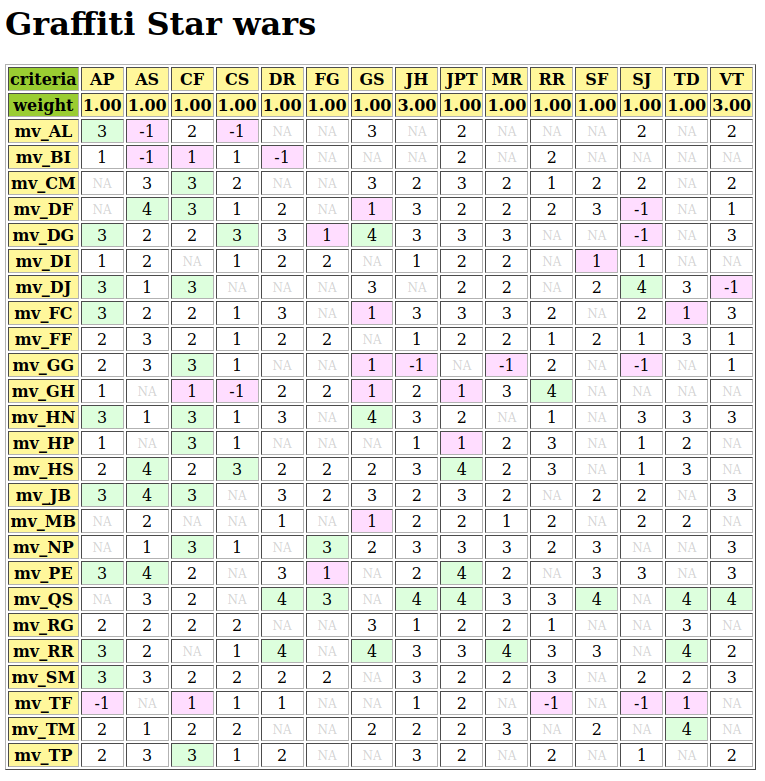 Graffiti Star wars
criteria AP AS CF CS DR FG GS JH JPT MR RR SF SJ TD VT
weight 1.00 1.00 1.00 1.00 1.00 1.00 1.00 3.00 1.00 1.00 1.00 1.00 1.00 1.00 3.00
mv_AL 3 -1 2 -1 NA NA 3 NA 2 NA NA NA 2 NA 2
mv_BI 1 -1 1 1 -1 NA NA NA 2 NA 2 NA NA NA NA
mv_CM NA 3 3 2 NA NA 3 2 3 2 1 2 2 NA 2
mv_DF NA 4 3 1 2 NA 1 3 2 2 2 3 -1 NA 1
mv_DG 3 2 2 3 3 1 4 3 3 3 NA NA -1 NA 3
mv_DI 1 2 NA 1 2 2 NA 1 2 2 NA 1 1 NA NA
mv_DJ 3 1 3 NA NA NA 3 NA 2 2 NA 2 4 3 -1
mv_FC 3 2 2 1 3 NA 1 3 3 3 2 NA 2 1 3
mv_FF 2 3 2 1 2 2 NA 1 2 2 1 2 1 3 1
mv_GG 2 3 3 1 NA NA 1 -1 NA -1 2 NA -1 NA 1
mv_GH 1 NA 1 -1 2 2 1 2 1 3 4 NA NA NA NA
mv_HN 3 1 3 1 3 NA 4 3 2 NA 1 NA 3 3 3
mv_HP 1 NA 3 1 NA NA NA 1 1 2 3 NA 1 2 NA
mv_HS 2 4 2 3 2 2 2 3 4 2 3 NA 1 3 NA
mv_JB 3 4 3 NA 3 2 3 2 3 2 NA 2 2 NA 3
mv_MB NA 2 NA NA 1 NA 1 2 2 1 2 NA 2 2 NA
mv_NP NA 1 3 1 NA 3 2 3 3 3 2 3 NA NA 3
mv_PE 3 4 2 NA 3 1 NA 2 4 2 NA 3 3 NA 3
mv_QS NA 3 2 NA 4 3 NA 4 4 3 3 4 NA 4 4
mv_RG 2 2 2 2 NA NA 3 1 2 2 1 NA NA 3 NA
mv_RR 3 2 NA 1 4 NA 4 3 3 4 3 3 NA 4 2
mv_SM 3 3 2 2 2 2 NA 3 2 2 3 NA 2 2 3
mv_TF -1 NA 1 1 1 NA NA 1 2 NA -1 NA -1 1 NA
mv_TM 2 1 2 2 NA NA 2 2 2 3 NA 2 NA 4 NA
mv_TP 2 3 3 1 2 NA NA 3 2 NA 2 NA 1 NA 2